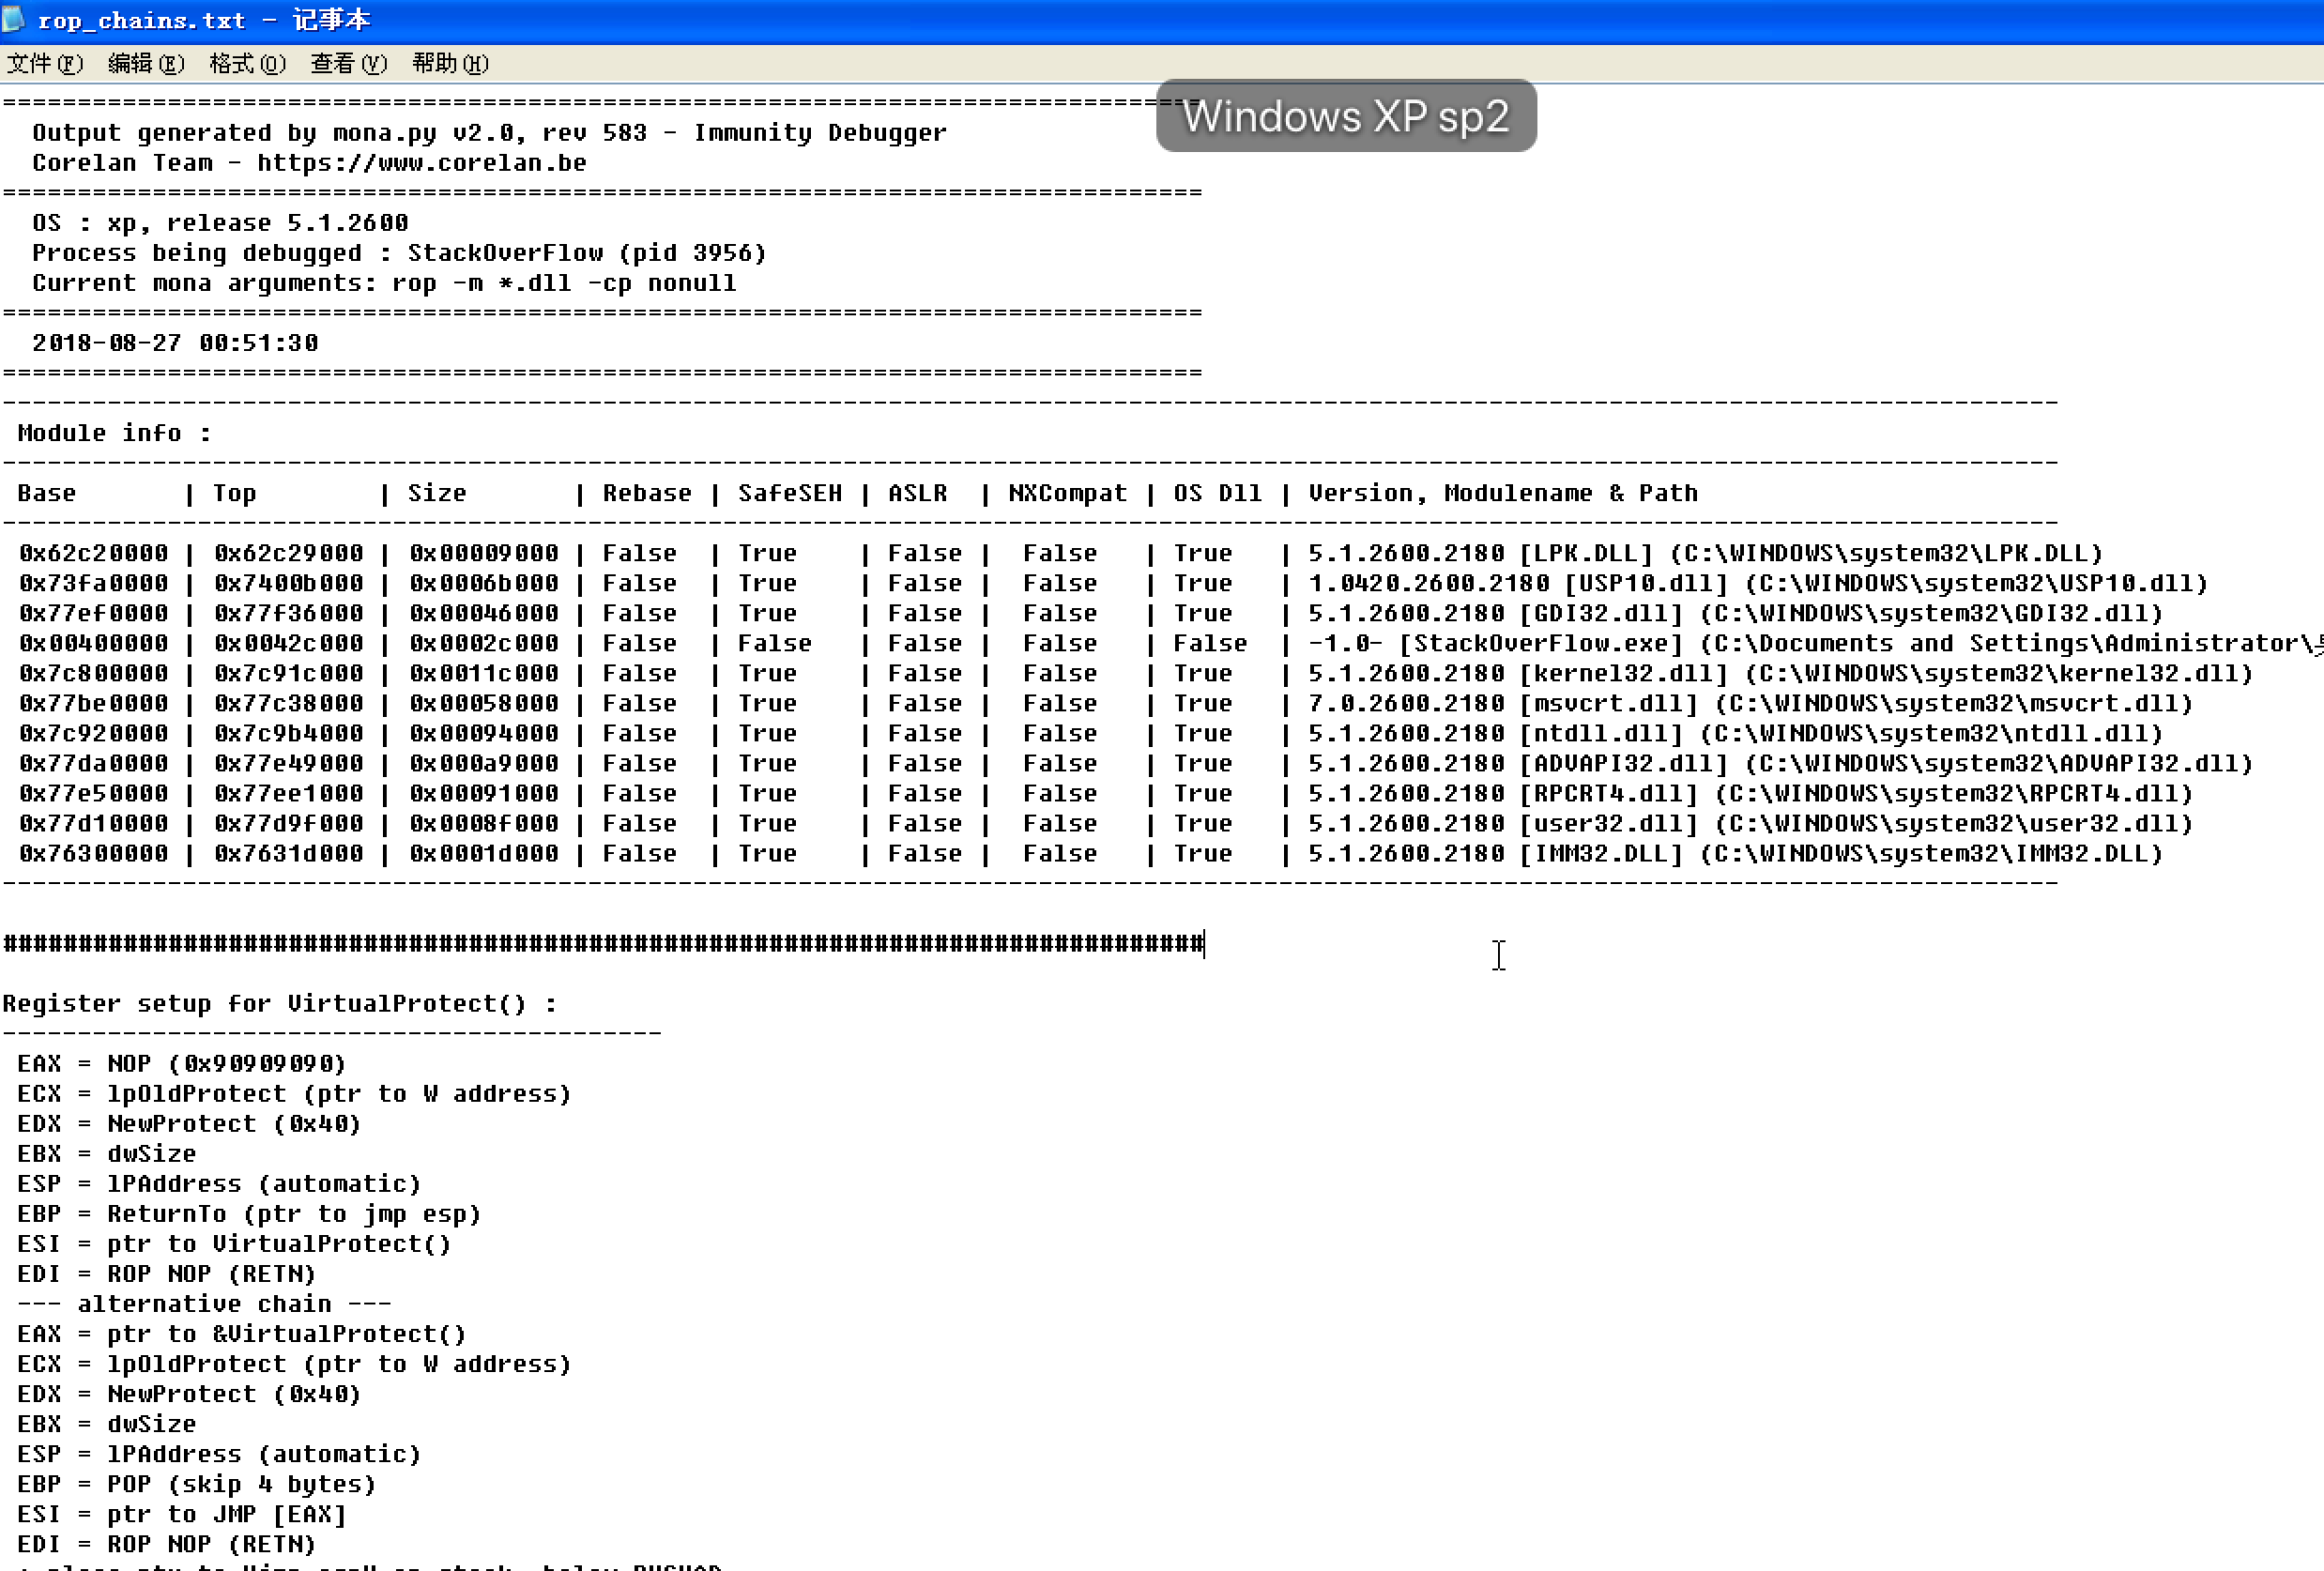 rop_chains.txt - 记事本
文件(F) 编辑(E) 格式(O) 查看(V) 帮助(H)
Windows XP sp2
================================================================================
Output generated by mona.py v2.0, rev 583 - Immunity Debugger
Corelan Team - https://www.corelan.be
================================================================================
OS : xp, release 5.1.2600
Process being debugged : StackOverFlow (pid 3956)
Current mona arguments: rop -m *.dll -cp nonull
================================================================================
2018-08-27 00:51:30
================================================================================
-----------------------------------------------------------------------------------------------------------------------------------------
Module info :
-----------------------------------------------------------------------------------------------------------------------------------------
Base | Top | Size | Rebase | SafeSEH | ASLR | NXCompat | OS Dll | Version, Modulename & Path
-----------------------------------------------------------------------------------------------------------------------------------------
0x62c20000 | 0x62c29000 | 0x00009000 | False | True | False | False | True | 5.1.2600.2180 [LPK.DLL] (C:\WINDOWS\system32\LPK.DLL)
0x73fa0000 | 0x7400b000 | 0x0006b000 | False | True | False | False | True | 1.0420.2600.2180 [USP10.dll] (C:\WINDOWS\system32\USP10.dll)
0x77ef0000 | 0x77f36000 | 0x00046000 | False | True | False | False | True | 5.1.2600.2180 [GDI32.dll] (C:\WINDOWS\system32\GDI32.dll)
0x00400000 | 0x0042c000 | 0x0002c000 | False | False | False | False | False | -1.0- [StackOverFlow.exe] (C:\Documents and Settings\Administrator\
0x7c800000 | 0x7c91c000 | 0x0011c000 | False | True | False | False | True | 5.1.2600.2180 [kernel32.dll] (C:\WINDOWS\system32\kernel32.dll)
0x77be0000 | 0x77c38000 | 0x00058000 | False | True | False | False | True | 7.0.2600.2180 [msvcrt.dll] (C:\WINDOWS\system32\msvcrt.dll)
0x7c920000 | 0x7c9b4000 | 0x00094000 | False | True | False | False | True | 5.1.2600.2180 [ntdll.dll] (C:\WINDOWS\system32\ntdll.dll)
0x77da0000 | 0x77e49000 | 0x000a9000 | False | True | False | False | True | 5.1.2600.2180 [ADVAPI32.dll] (C:\WINDOWS\system32\ADVAPI32.dll)
0x77e50000 | 0x77ee1000 | 0x00091000 | False | True | False | False | True | 5.1.2600.2180 [RPCRT4.dll] (C:\WINDOWS\system32\RPCRT4.dll)
0x77d10000 | 0x77d9f000 | 0x0008f000 | False | True | False | False | True | 5.1.2600.2180 [user32.dll] (C:\WINDOWS\system32\user32.dll)
0x76300000 | 0x7631d000 | 0x0001d000 | False | True | False | False | True | 5.1.2600.2180 [IMM32.DLL] (C:\WINDOWS\system32\IMM32.DLL)
-----------------------------------------------------------------------------------------------------------------------------------------
################################################################################
Register setup for VirtualProtect() :
--------------------------------------------
EAX = NOP (0x90909090)
ECX = lpOldProtect (ptr to W address)
EDX = NewProtect (0x40)
EBX = dwSize
ESP = lPAddress (automatic)
EBP = ReturnTo (ptr to jmp esp)
ESI = ptr to VirtualProtect()
EDI = ROP NOP (RETN)
--- alternative chain ---
EAX = ptr to &VirtualProtect()
ECX = lpOldProtect (ptr to W address)
EDX = NewProtect (0x40)
EBX = dwSize
ESP = lPAddress (automatic)
EBP = POP (skip 4 bytes)
ESI = ptr to JMP [EAX]
EDI = ROP NOP (RETN)